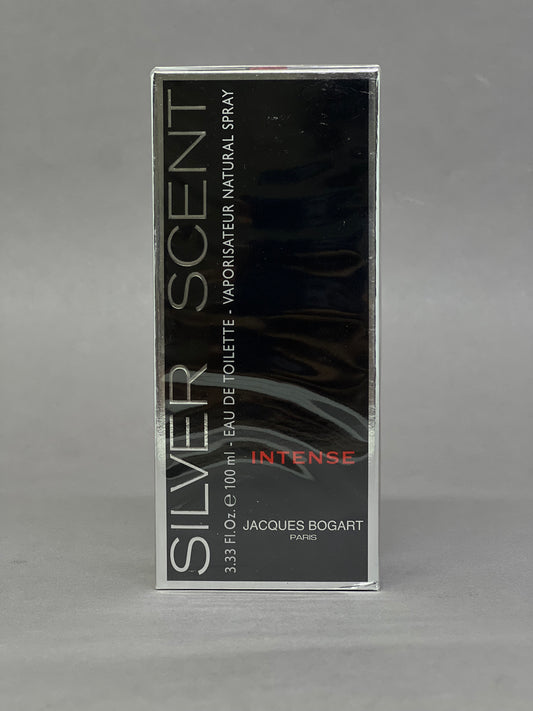 SILVER SCENT
3.33 Fl.Oz. ℮ 100 ml - EAU DE TOILETTE - VAPORISATEUR NATURAL SPRAY
INTENSE
JACQUES BOGART
PARIS